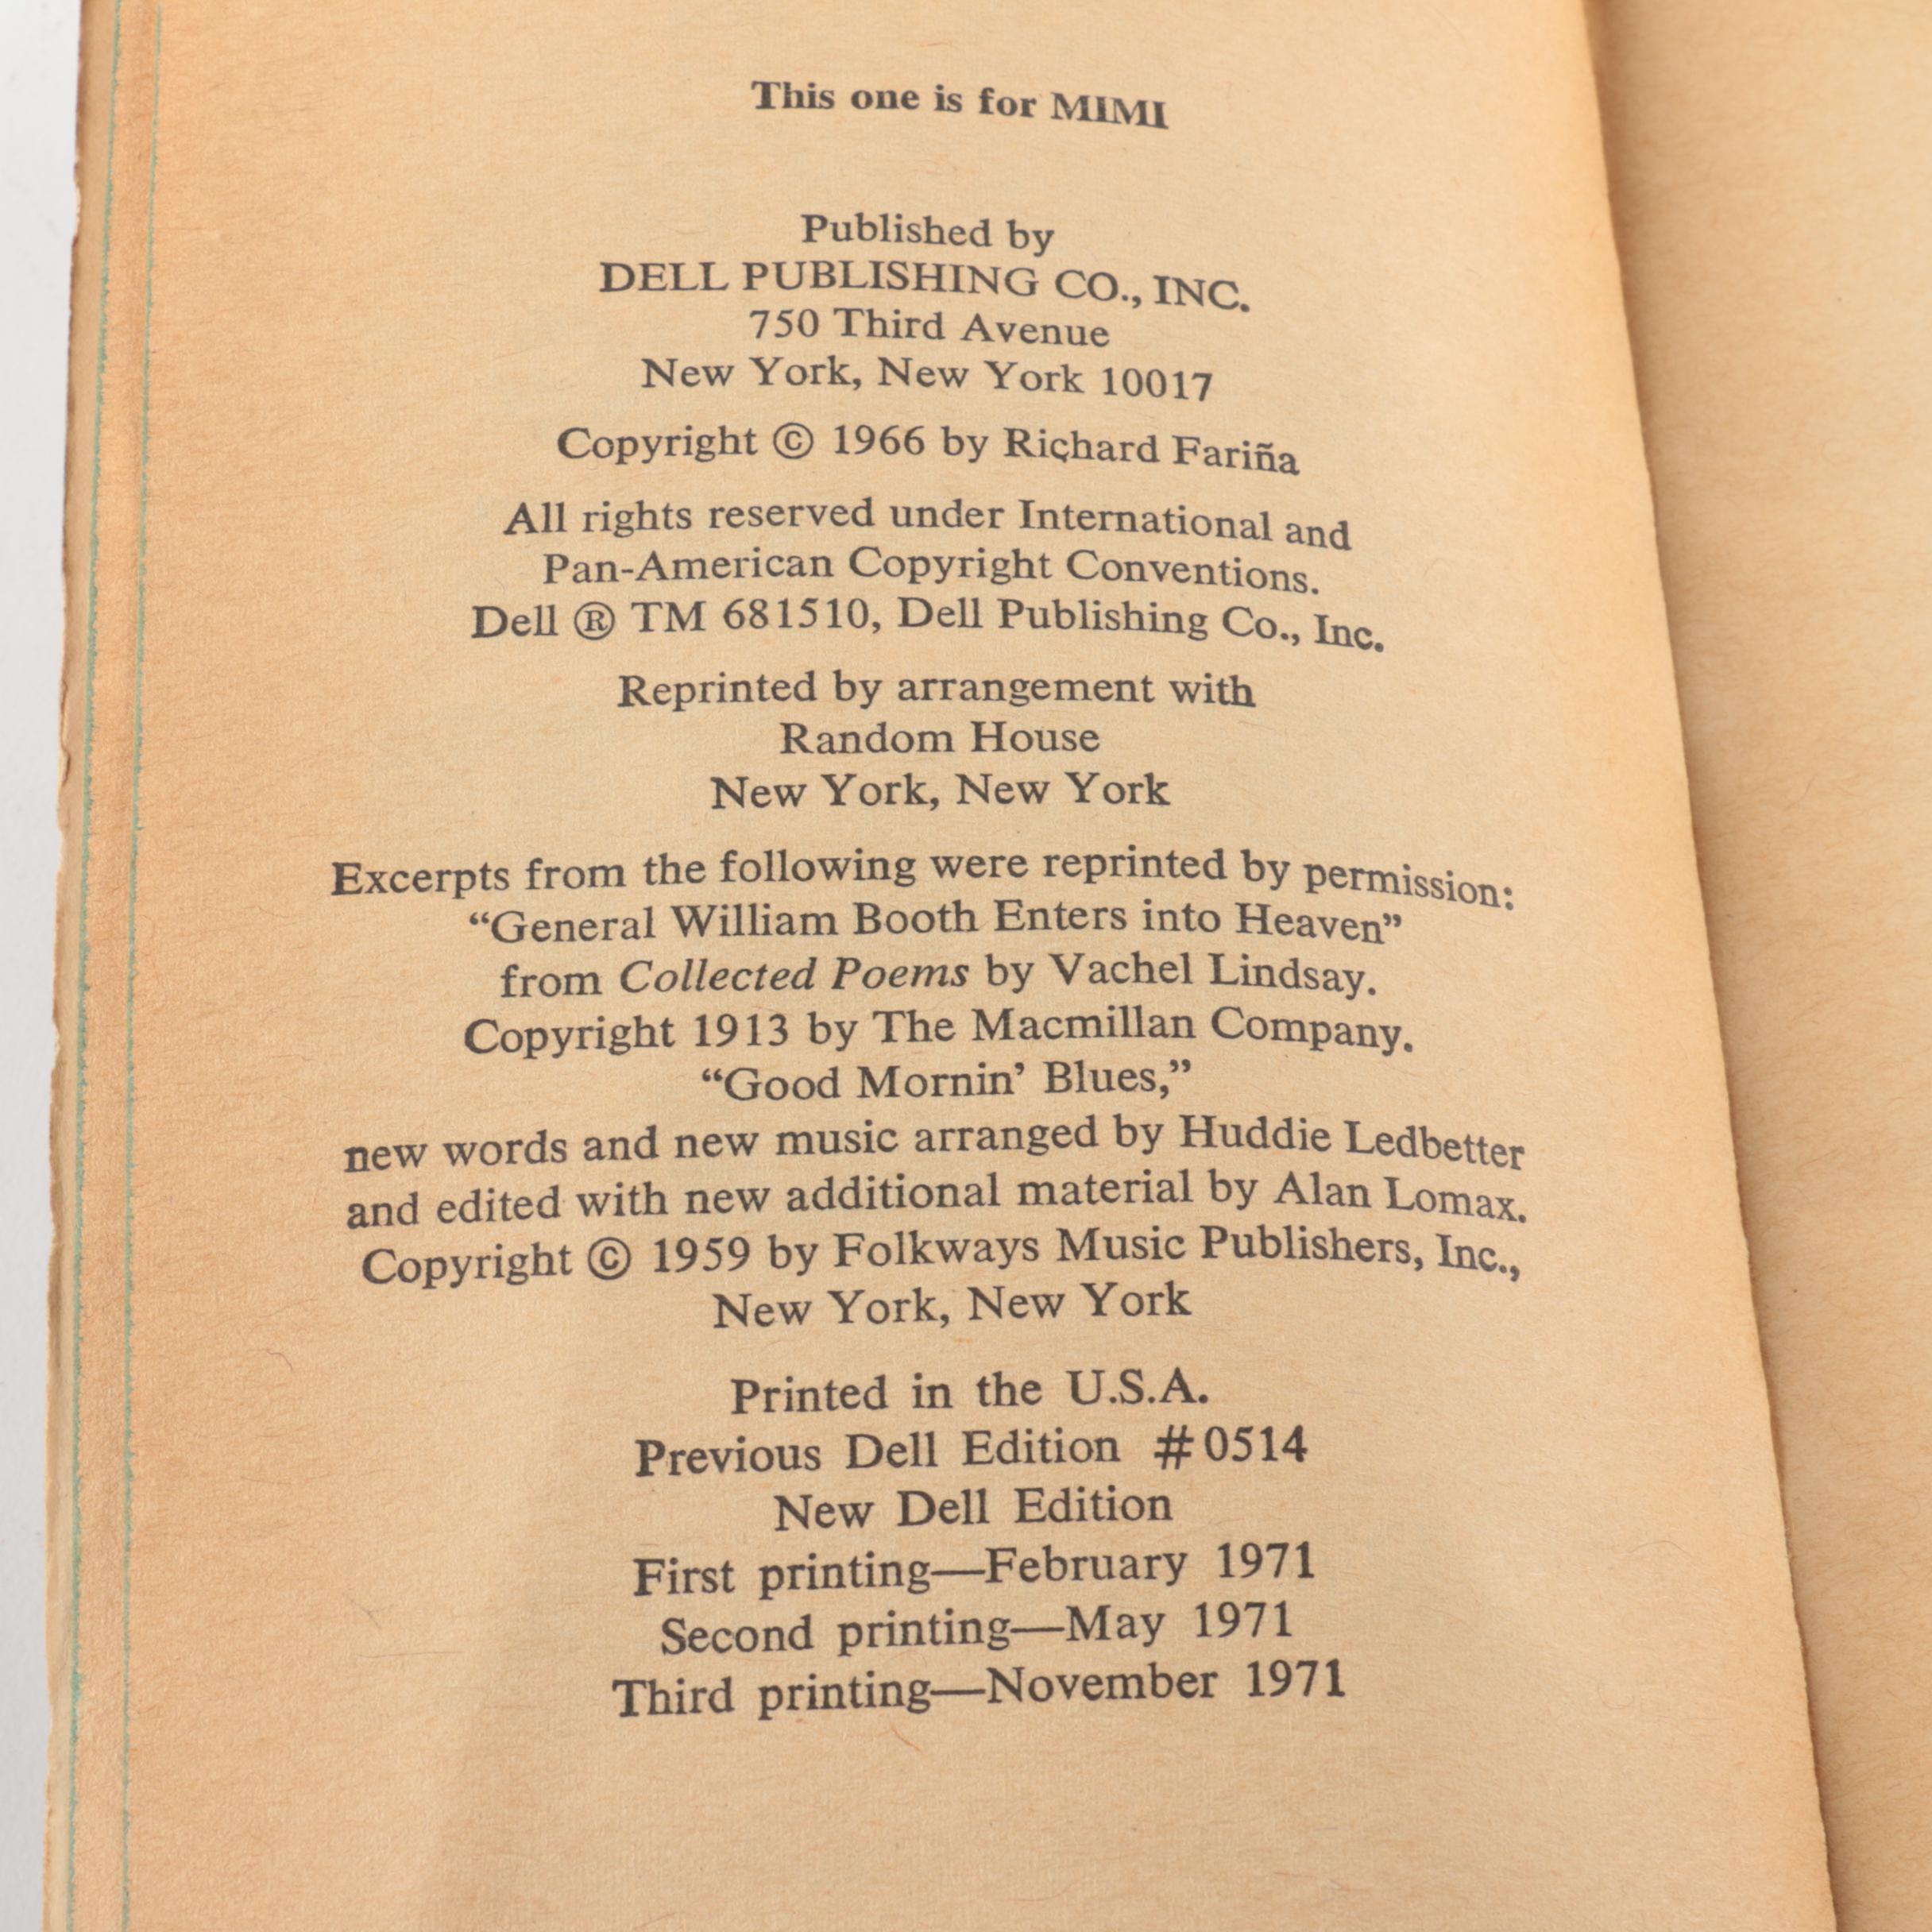 This one is for MIMI
Published by
DELL PUBLISHING CO., INC.
750 Third Avenue
New York, New York 10017
Copyright © 1966 by Richard Fariña
All rights reserved under International and
Pan-American Copyright Conventions.
Dell ® TM 681510, Dell Publishing Co., Inc.
Reprinted by arrangement with
Random House
New York, New York
Excerpts from the following were reprinted by permission:
“General William Booth Enters into Heaven”
from Collected Poems by Vachel Lindsay.
Copyright 1913 by The Macmillan Company.
“Good Mornin’ Blues,”
new words and new music arranged by Huddie Ledbetter
and edited with new additional material by Alan Lomax.
Copyright © 1959 by Folkways Music Publishers, Inc.,
New York, New York
Printed in the U.S.A.
Previous Dell Edition #0514
New Dell Edition
First printing—February 1971
Second printing—May 1971
Third printing—November 1971